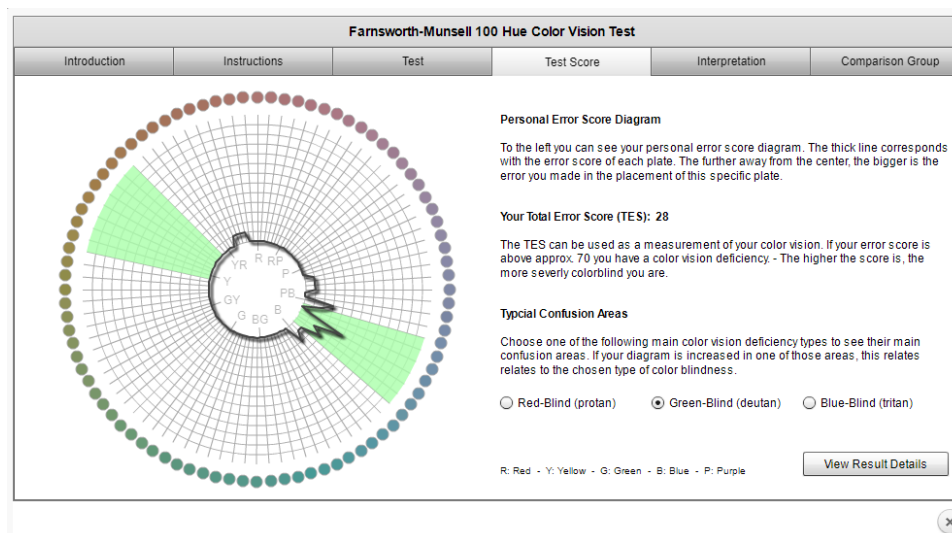 Farnsworth-Munsell 100 Hue Color Vision Test
Introduction
Instructions
Test
Test Score
Interpretation
Comparison Group
R
RP
P
PB
B
BG
G
GY
Y
YR
Personal Error Score Diagram
To the left you can see your personal error score diagram. The thick line corresponds
with the error score of each plate. The further away from the center, the bigger is the
error you made in the placement of this specific plate.
Your Total Error Score (TES): 28
The TES can be used as a measurement of your color vision. If your error score is
above approx. 70 you have a color vision deficiency. - The higher the score is, the
more severly colorblind you are.
Typcial Confusion Areas
Choose one of the following main color vision deficiency types to see their main
confusion areas. If your diagram is increased in one of those areas, this relates
relates to the chosen type of color blindness.
Red-Blind (protan)
Green-Blind (deutan)
Blue-Blind (tritan)
R: Red - Y: Yellow - G: Green - B: Blue - P: Purple
View Result Details